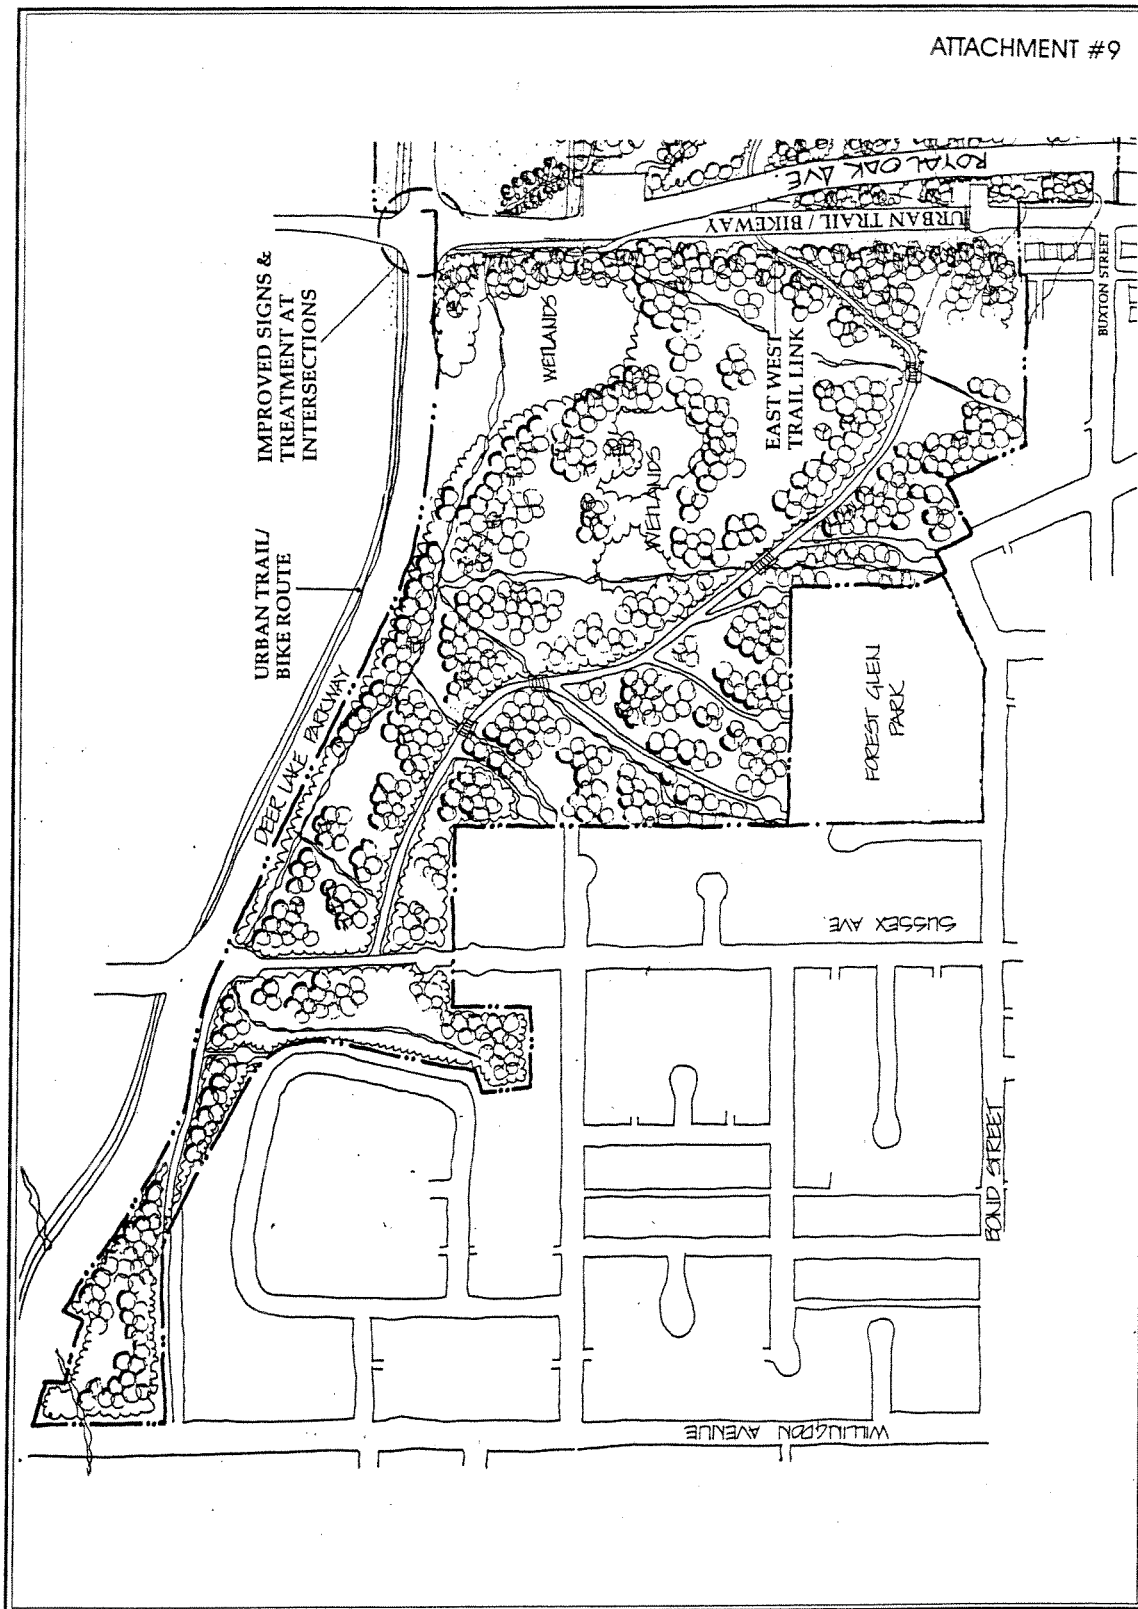 ATTACHMENT #9
ROYAL OAK AVE.
URBAN TRAIL / BIKEWAY
BUXTON STREET
IMPROVED SIGNS &
TREATMENT AT
INTERSECTIONS
WETLANDS
EAST WEST
TRAIL LINK
WETLANDS
URBAN TRAIL/
BIKE ROUTE
DEER LAKE PARKWAY
FOREST GLEN
PARK
SUSSEX AVE.
BOND STREET
WILLINGDON AVENUE